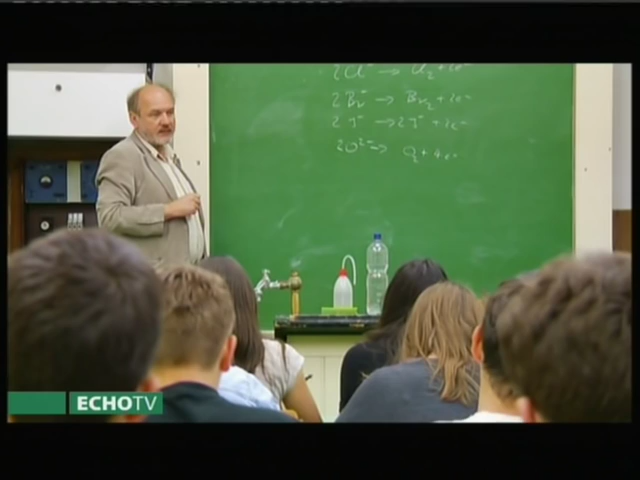 2Cl⁻ → Cl₂ + 2e⁻
2Br⁻ → Br₂ + 2e⁻
2I⁻ → 2I⁻ + 2e⁻
2O²⁻ → O₂ + 4e⁻
ECHOTV